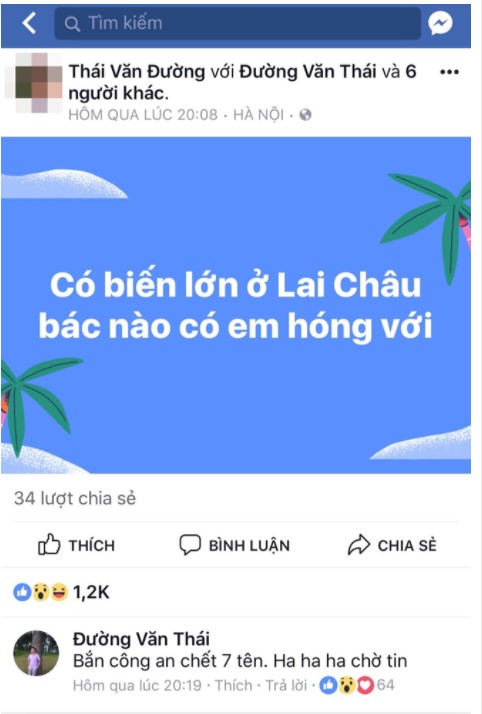 Tìm kiếm
Thái Văn Đường với Đường Văn Thái và 6
người khác.
HÔM QUA LÚC 20:08 · HÀ NỘI ·
Có biến lớn ở Lai Châu
bác nào có em hóng với
34 lượt chia sẻ
THÍCH BÌNH LUẬN CHIA SẺ
1,2K
Đường Văn Thái
Bắn công an chết 7 tên. Ha ha ha chờ tin
Hôm qua lúc 20:19 · Thích · Trả lời · 64